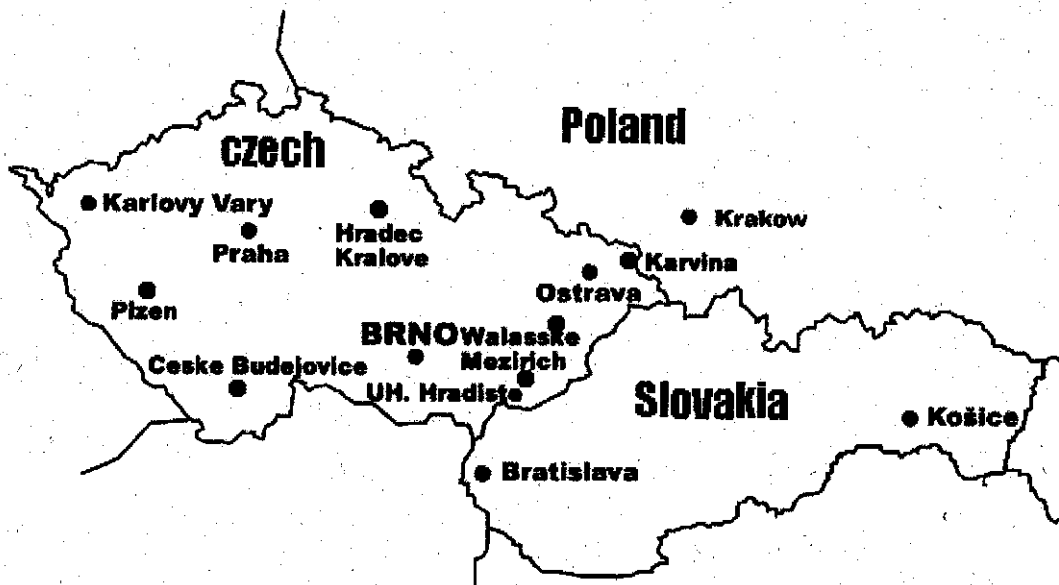 Poland
czech
Karlovy Vary
Hradec
Kralove
Krakow
Praha
Karvina
Ostrava
Plzen
BRNO
Walasske
Mezirich
Ceske Budejovice
UH. Hradiste
Slovakia
Košice
Bratislava